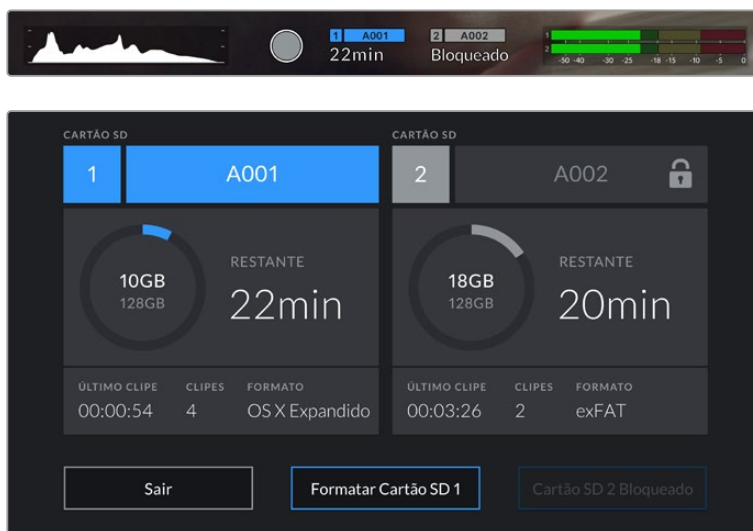 1 A001 2 A002
22min Bloqueado
1
2
-50 -40 -30 -25 -18 -15 -10 -5 0
CARTÃO SD CARTÃO SD
1 A001 2 A002
10GB RESTANTE 18GB RESTANTE
128GB 22min 128GB 20min
ÚLTIMO CLIPE CLIPES FORMATO ÚLTIMO CLIPE CLIPES FORMATO
00:00:54 4 OS X Expandido 00:03:26 2 exFAT
Sair Formatar Cartão SD 1 Cartão SD 2 Bloqueado